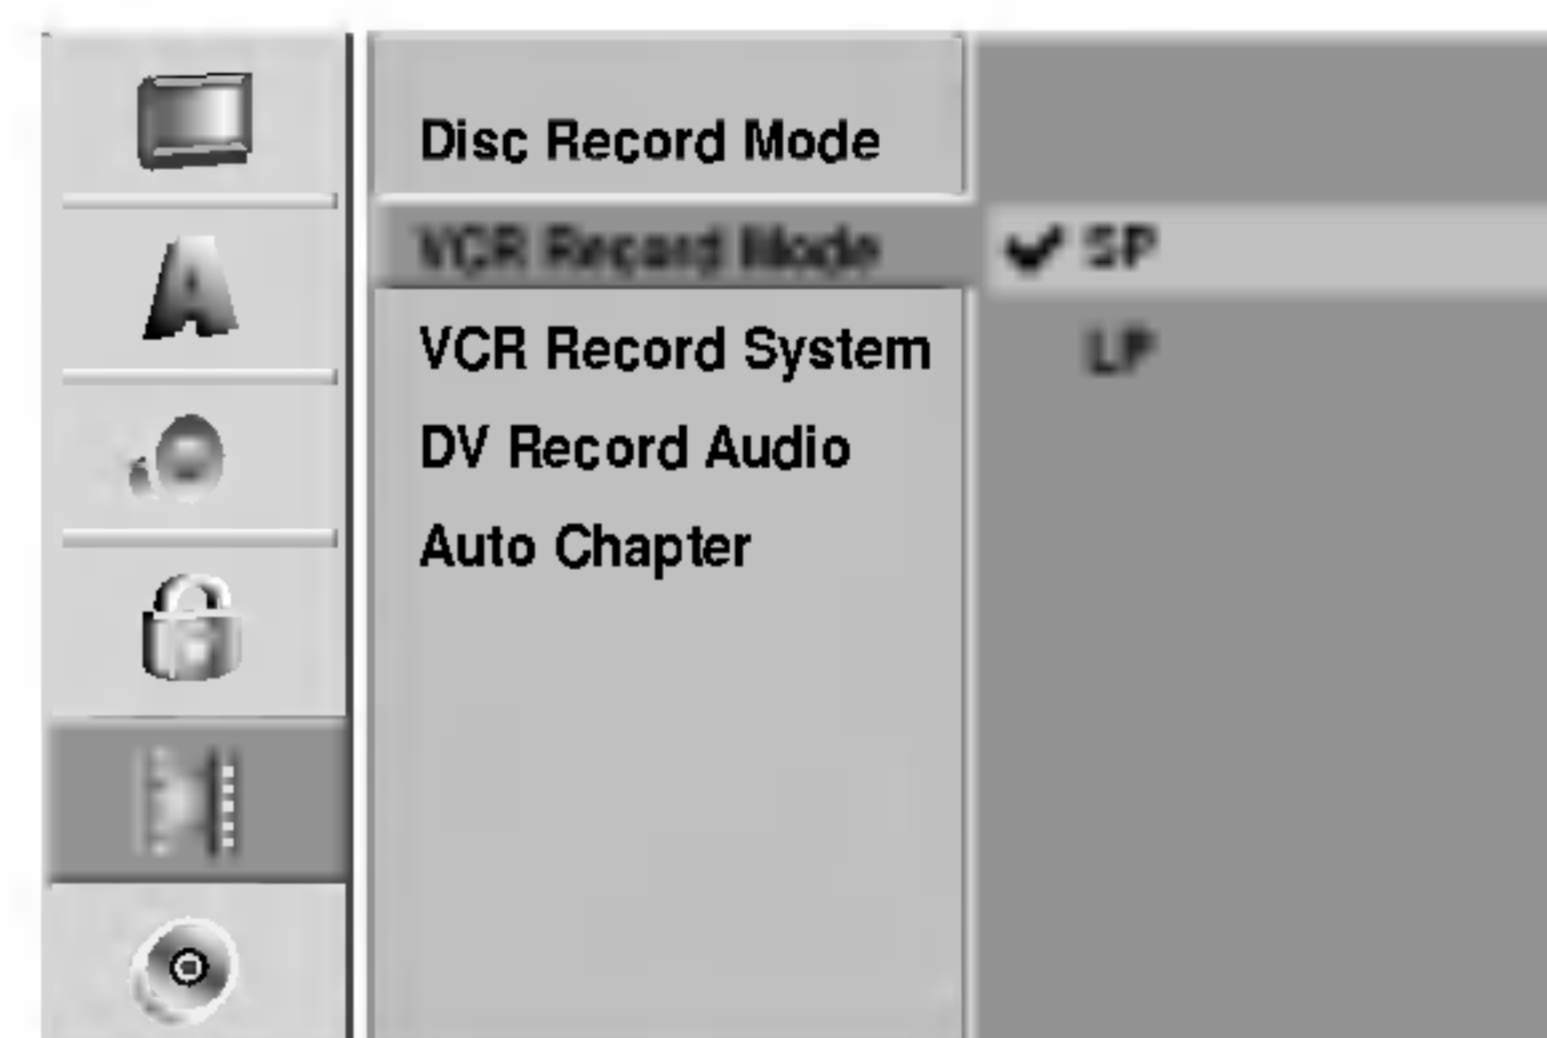 Disc Record Mode
VCR Record Mode
✔ SP
VCR Record System
LP
DV Record Audio
Auto Chapter